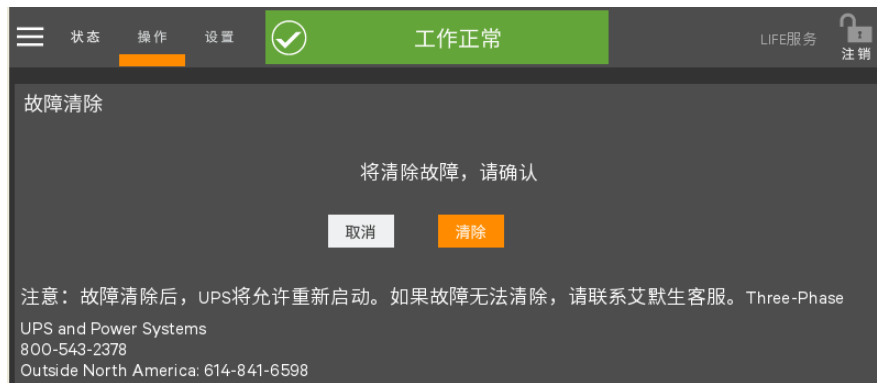 状态 操作 设置 工作正常 LIFE服务
注销
故障清除
将清除故障，请确认
取消 清除
注意：故障清除后，UPS将允许重新启动。如果故障无法清除，请联系艾默生客服。Three-Phase
UPS and Power Systems
800-543-2378
Outside North America: 614-841-6598